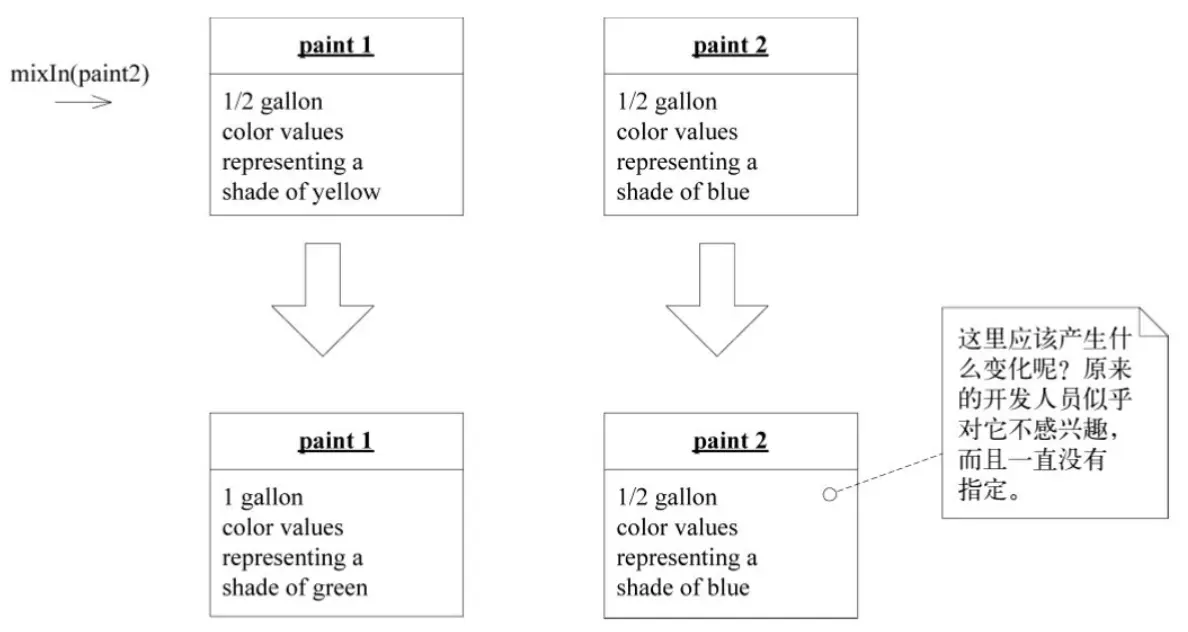 mixIn(paint2)
paint 1
1/2 gallon
color values
representing a
shade of yellow
paint 2
1/2 gallon
color values
representing a
shade of blue
paint 1
1 gallon
color values
representing a
shade of green
paint 2
1/2 gallon
color values
representing a
shade of blue
这里应该产生什
么变化呢？原来
的开发人员似乎
对它不感兴趣，
而且一直没有
指定。